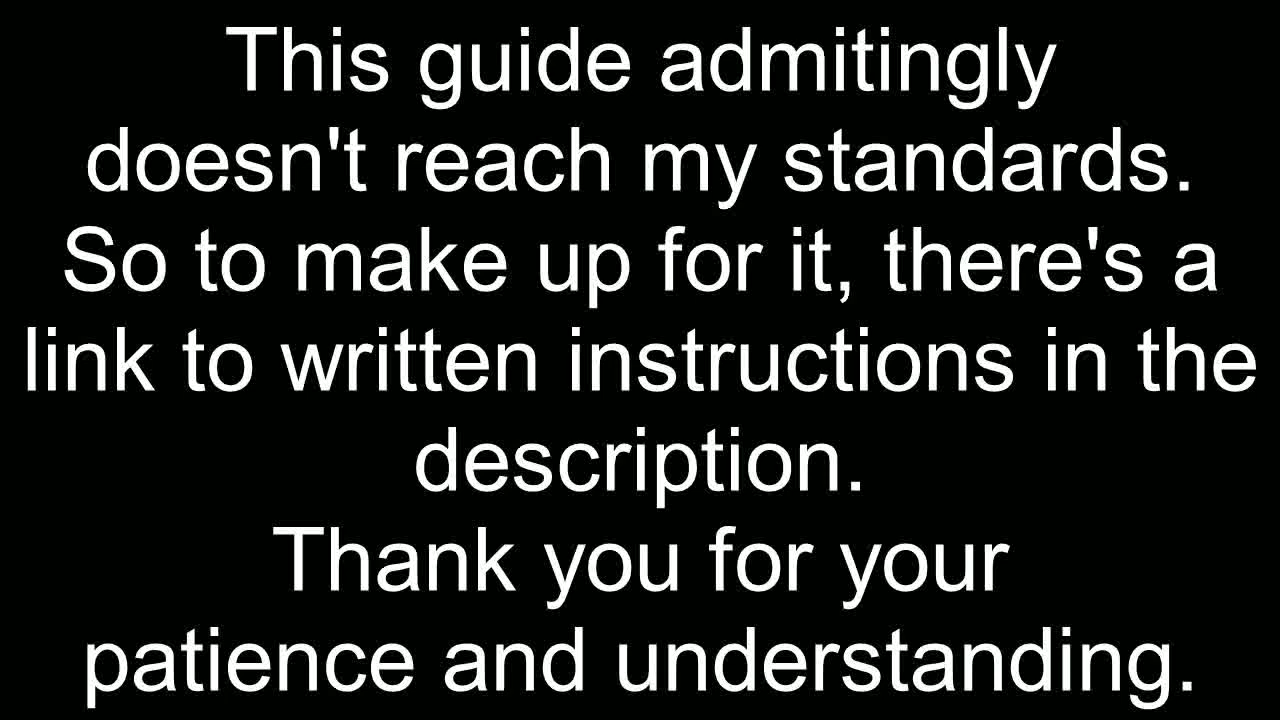 This guide admitingly
doesn't reach my standards.
So to make up for it, there's a
link to written instructions in the
description.
Thank you for your
patience and understanding.